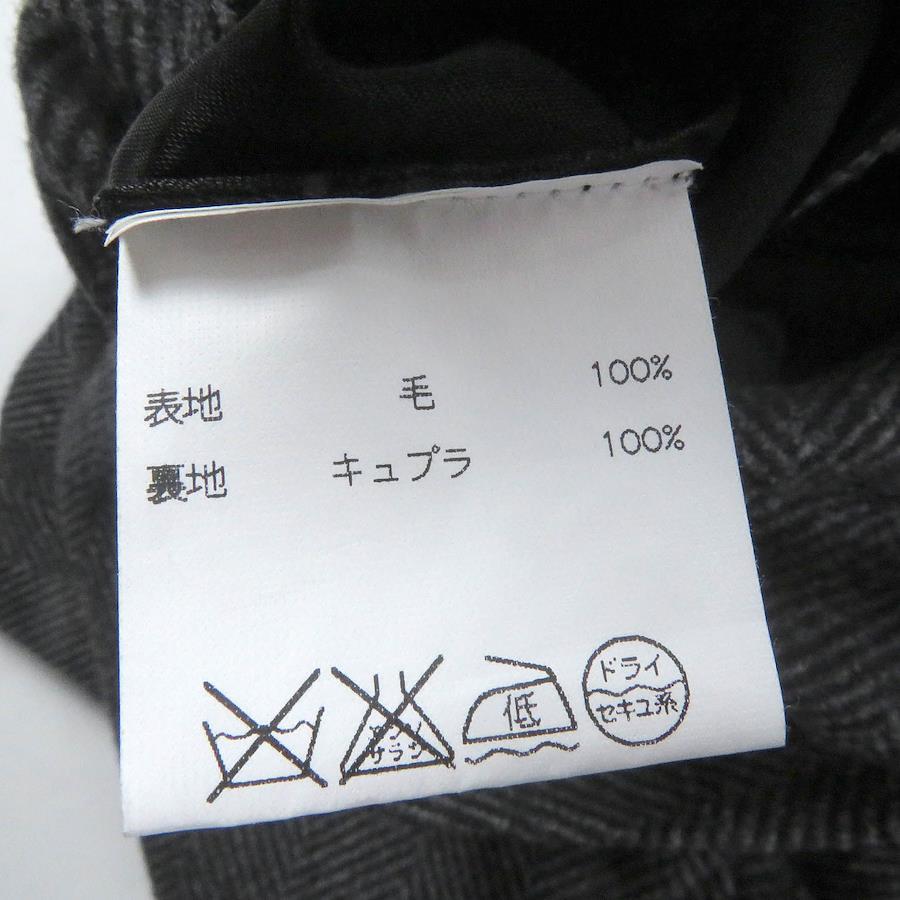 表地 毛 100%
裏地 キュプラ 100%
エンソ
サラシ
低
ドライ
セキユ系